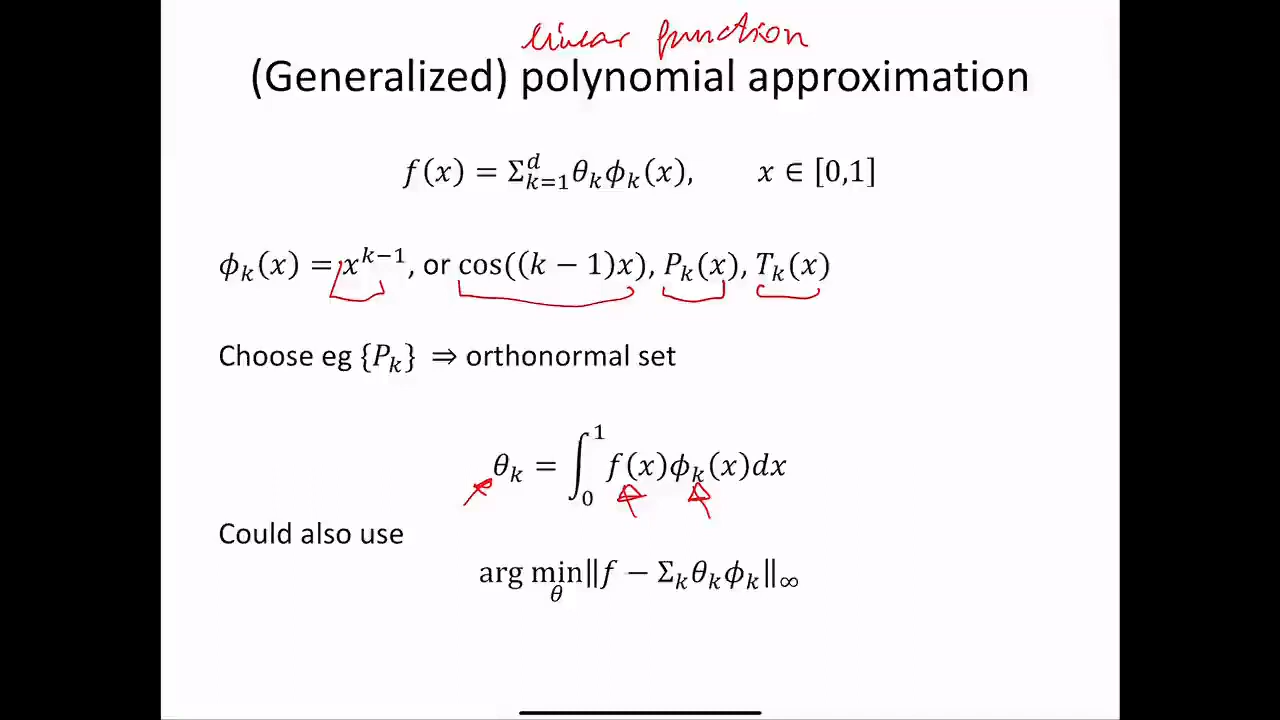 linear function
(Generalized) polynomial approximation
f(x) = Σ_{k=1}^{d} θ_k ϕ_k(x), x ∈ [0,1]
ϕ_k(x) = x^{k−1}, or cos((k − 1)x), P_k(x), T_k(x)
Choose eg {P_k} ⇒ orthonormal set
θ_k = ∫_0^1 f(x)ϕ_k(x)dx
Could also use
arg min_θ ‖f − Σ_k θ_k ϕ_k‖_∞